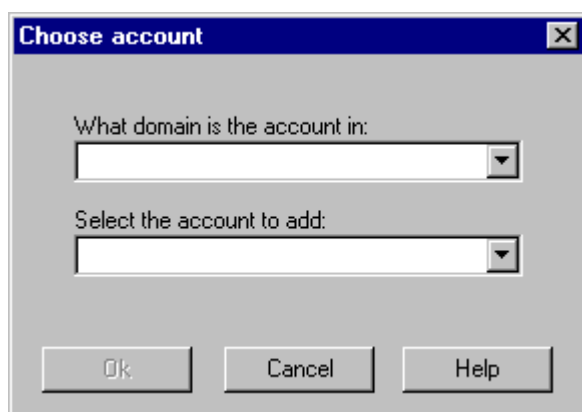 Choose account
What domain is the account in:
Select the account to add:
Ok Cancel Help